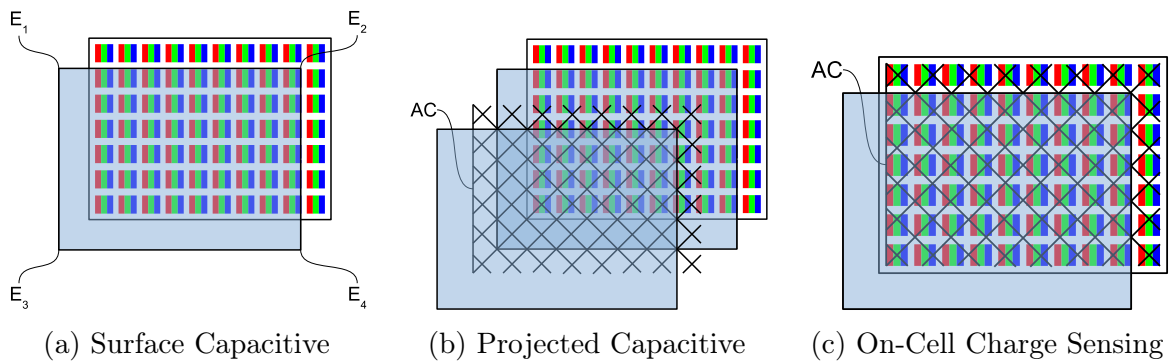 E1
E2
AC
AC
E3
E4
(a) Surface Capacitive
(b) Projected Capacitive
(c) On-Cell Charge Sensing